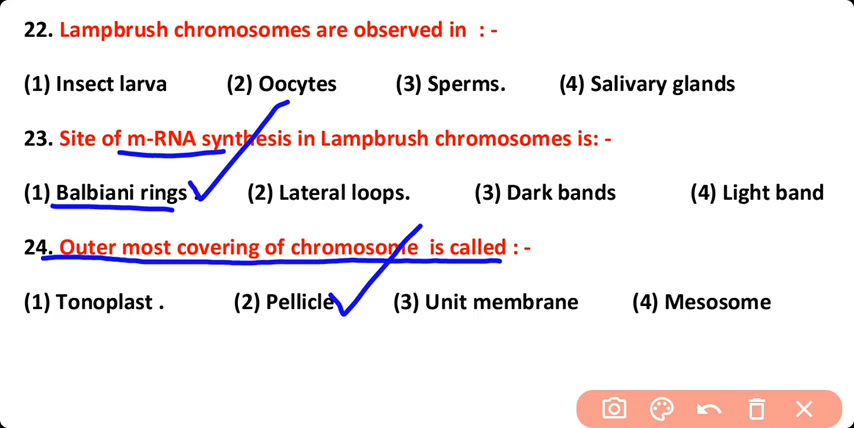 22. Lampbrush chromosomes are observed in : -
(1) Insect larva (2) Oocytes (3) Sperms. (4) Salivary glands
23. Site of m-RNA synthesis in Lampbrush chromosomes is: -
(1) Balbiani rings . (2) Lateral loops. (3) Dark bands (4) Light band
24. Outer most covering of chromosome is called : -
(1) Tonoplast . (2) Pellicle (3) Unit membrane (4) Mesosome